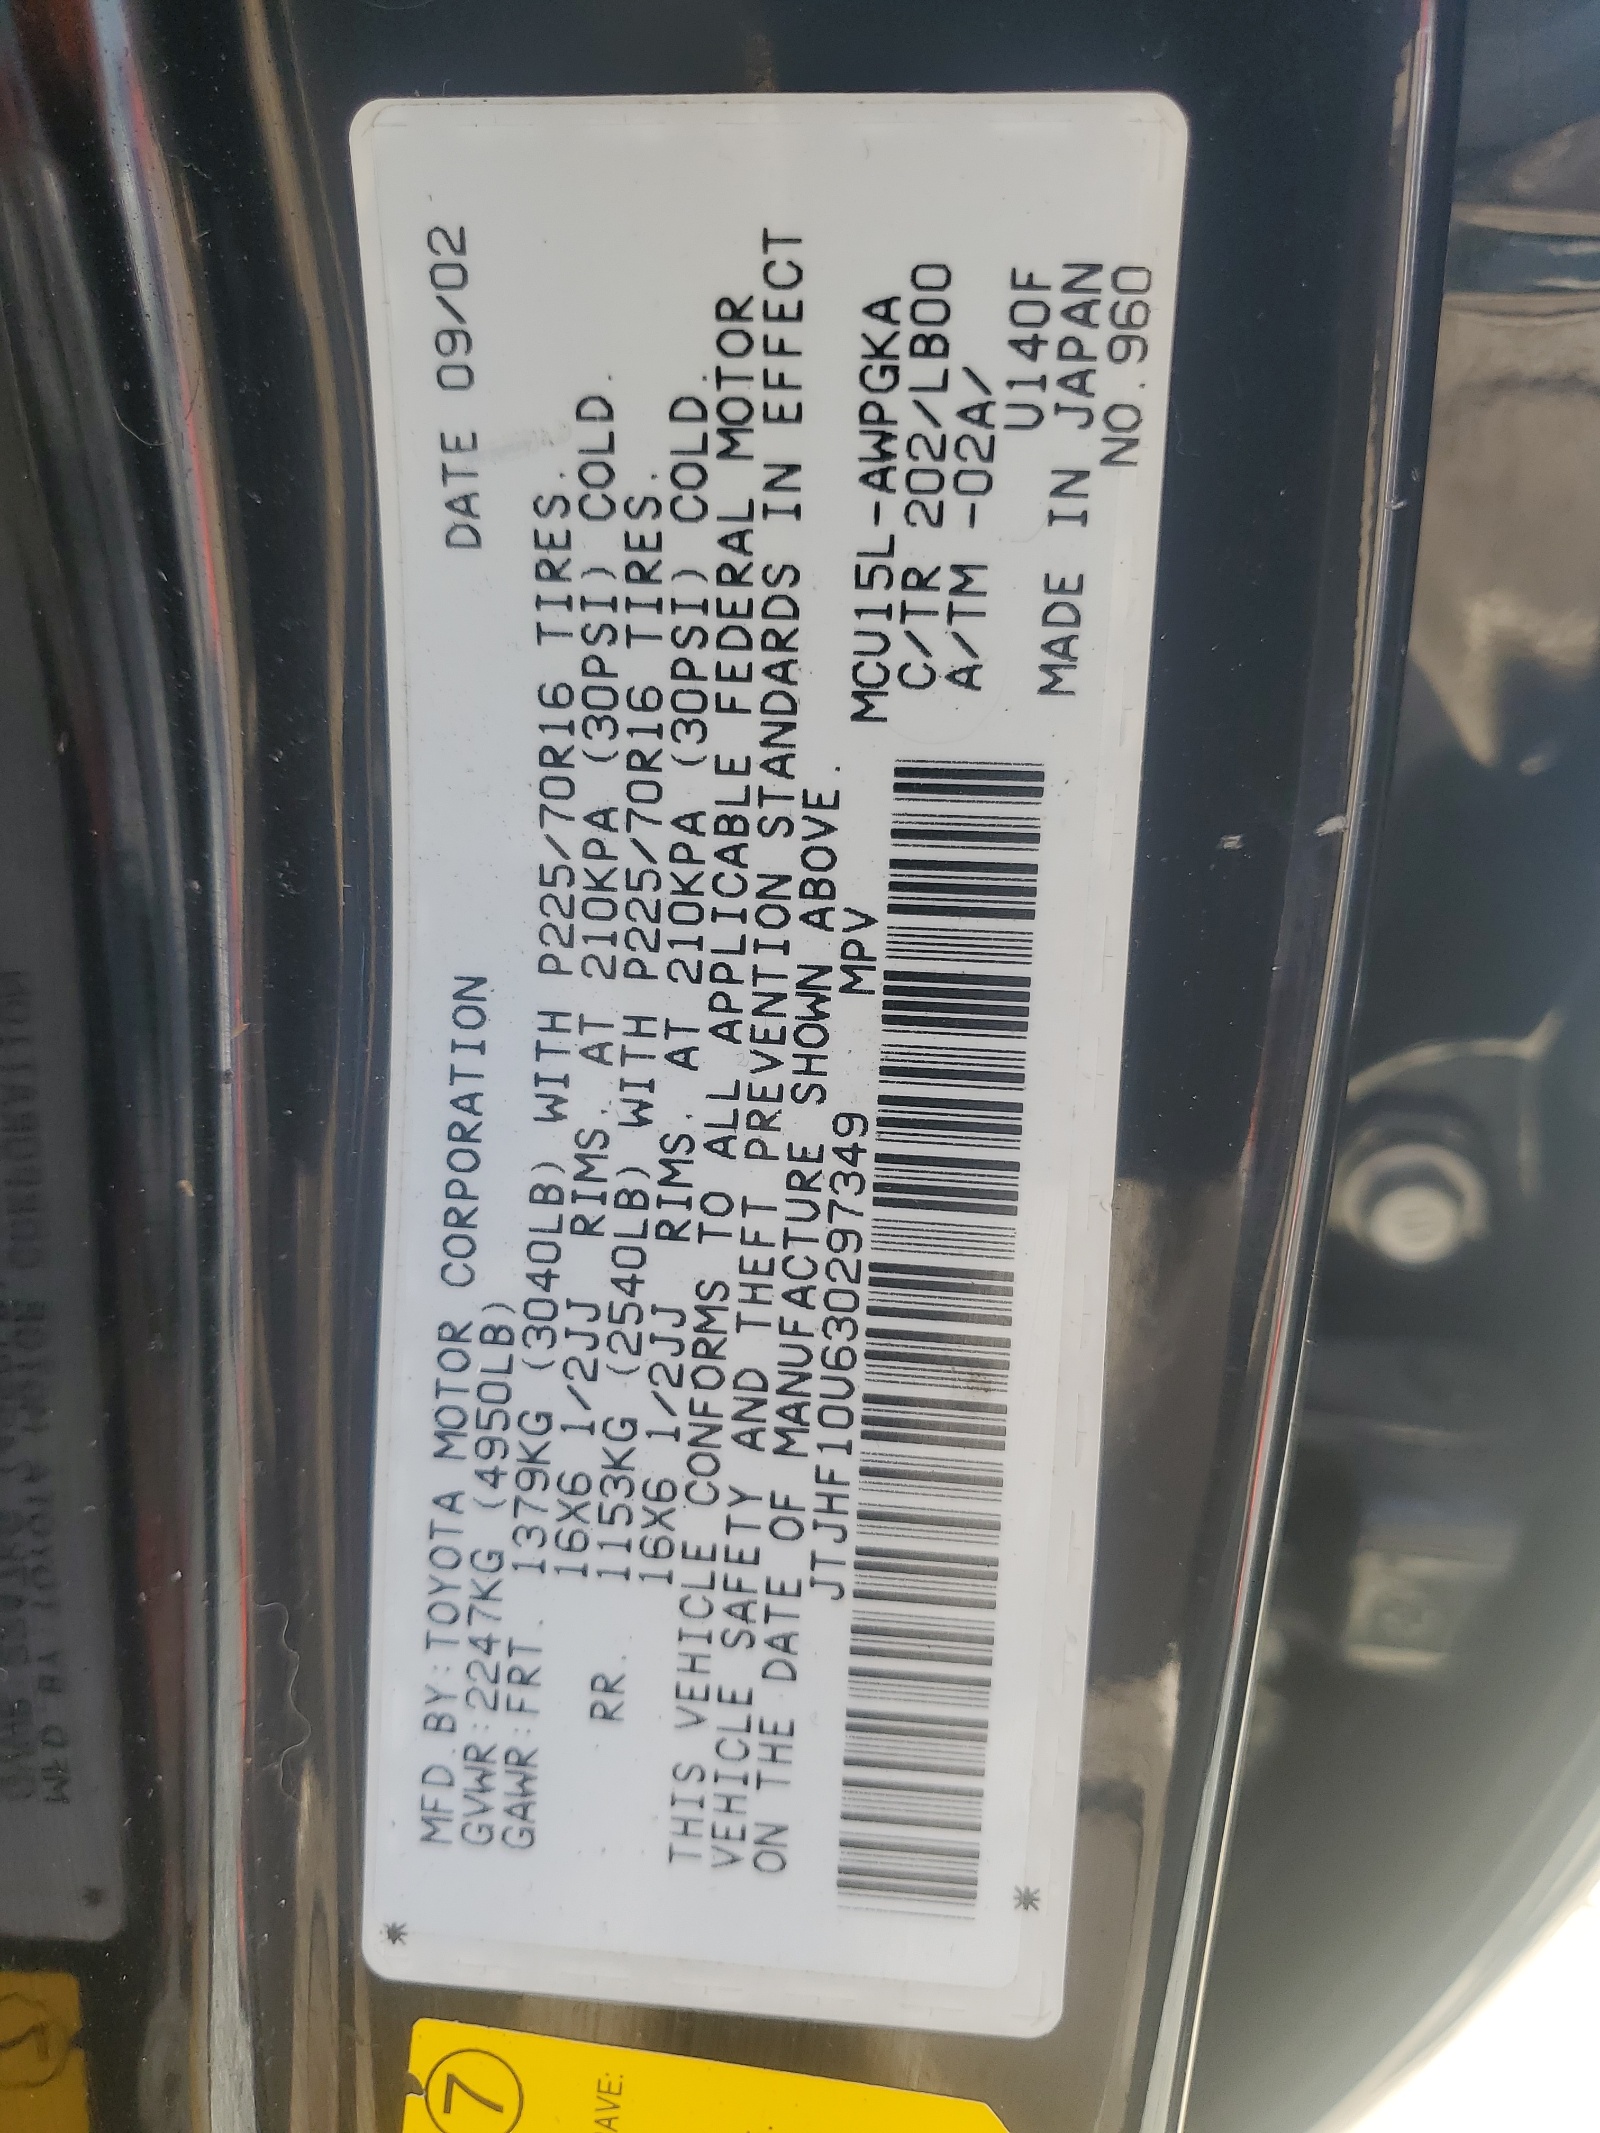 MFD.BY:TOYOTA MOTOR CORPORATION DATE 09/02
GVWR:2247KG (4950LB)
GAWR:FRT. 1379KG (3040LB) WITH P225/70R16 TIRES.
16X6 1/2JJ RIMS. AT 210KPA (30PSI) COLD.
RR. 1153KG (2540LB) WITH P225/70R16 TIRES.
16X6 1/2JJ RIMS. AT 210KPA (30PSI) COLD.
THIS VEHICLE CONFORMS TO ALL APPLICABLE FEDERAL MOTOR
VEHICLE SAFETY AND THEFT PREVENTION STANDARDS IN EFFECT
ON THE DATE OF MANUFACTURE SHOWN ABOVE.
JTJHF10U630297349 MPV
MCU15L-AWPGKA
C/TR 202/LB00
A/TM -02A/
U140F
MADE IN JAPAN
NO.960
7
AVE: